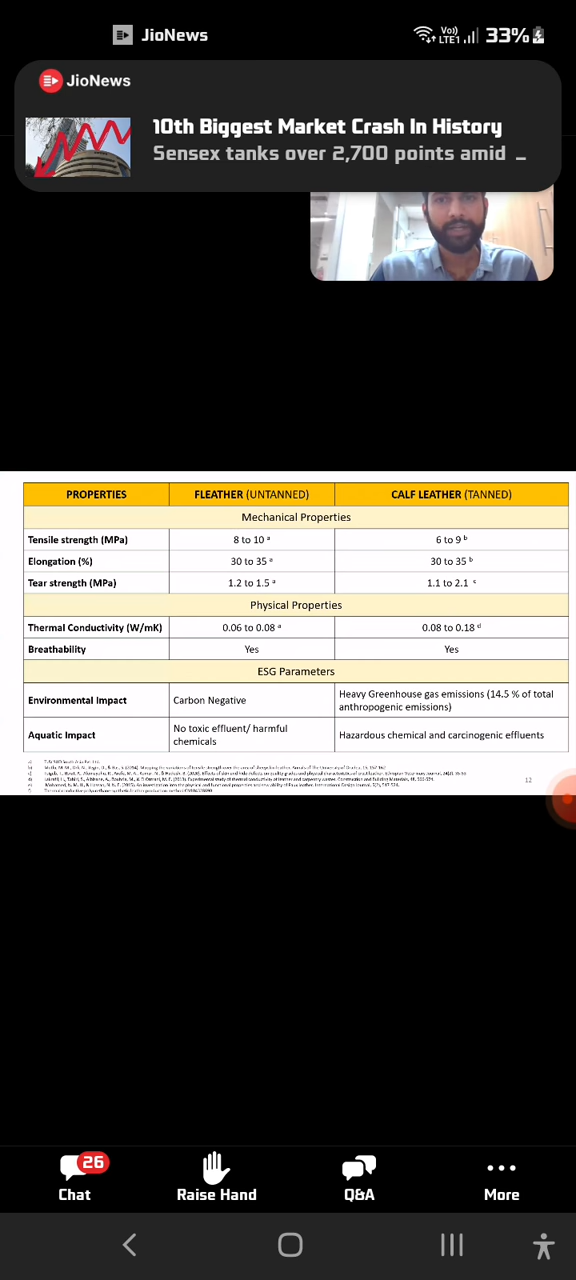 JioNews
Vo))
LTE1
33%
JioNews
10th Biggest Market Crash In History
Sensex tanks over 2,700 points amid _
PROPERTIES FLEATHER (UNTANNED) CALF LEATHER (TANNED)
Mechanical Properties
Tensile strength (MPa) 8 to 10 a 6 to 9 b
Elongation (%) 30 to 35 a 30 to 35 b
Tear strength (MPa) 1.2 to 1.5 a 1.1 to 2.1 c
Physical Properties
Thermal Conductivity (W/mK) 0.06 to 0.08 a 0.08 to 0.18 d
Breathability Yes Yes
ESG Parameters
Environmental Impact Carbon Negative Heavy Greenhouse gas emissions (14.5 % of total
anthropogenic emissions)
Aquatic Impact No toxic effluent/ harmful
chemicals Hazardous chemical and carcinogenic effluents
12
26
Chat
Raise Hand
Q&A
More